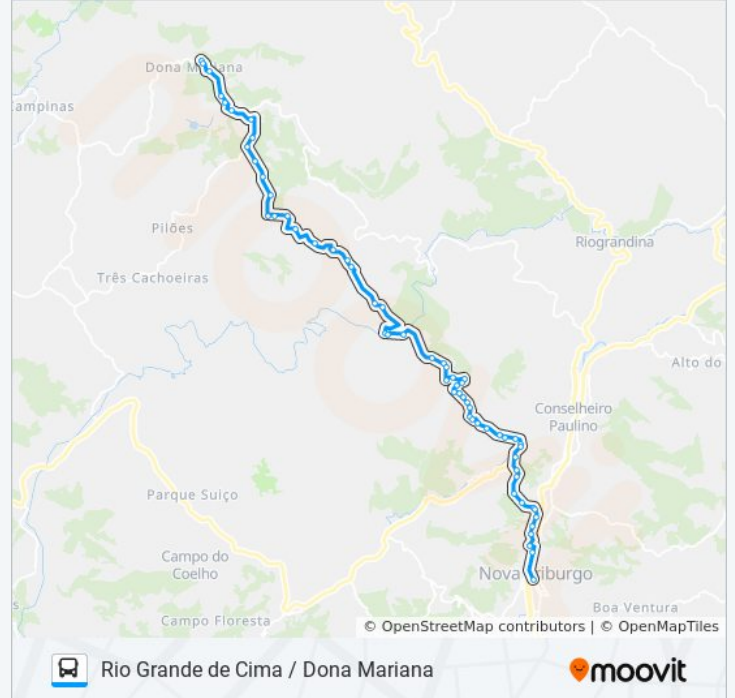 Dona Mariana
ampinas
Pilões
Riograndina
Três Cachoeiras
Alto do
Conselheiro
Paulino
Parque Suiço
Campo do
Coelho
Nova Friburgo
s
Boa Ventura
Campo Floresta
© OpenStreetMap contributors | © OpenMapTiles
Rio Grande de Cima / Dona Mariana
moovit